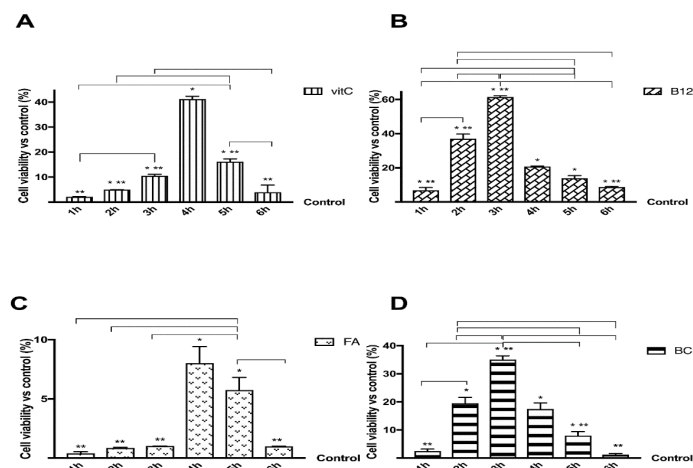 A
Cell viability vs control (%)
40
30
20
10
*
* **
* **
* **
**
**
1h 2h 3h 4h 5h 6h
Control
vitC
B
Cell viability vs control (%)
60
40
20
* **
* **
* **
*
*
* **
1h 2h 3h 4h 5h 6h
Control
B12
C
Cell viability vs control (%)
10
5
0
**
**
**
*
*
**
Control
FA
D
Cell viability vs control (%)
40
30
20
10
**
*
* **
*
* **
**
Control
BC